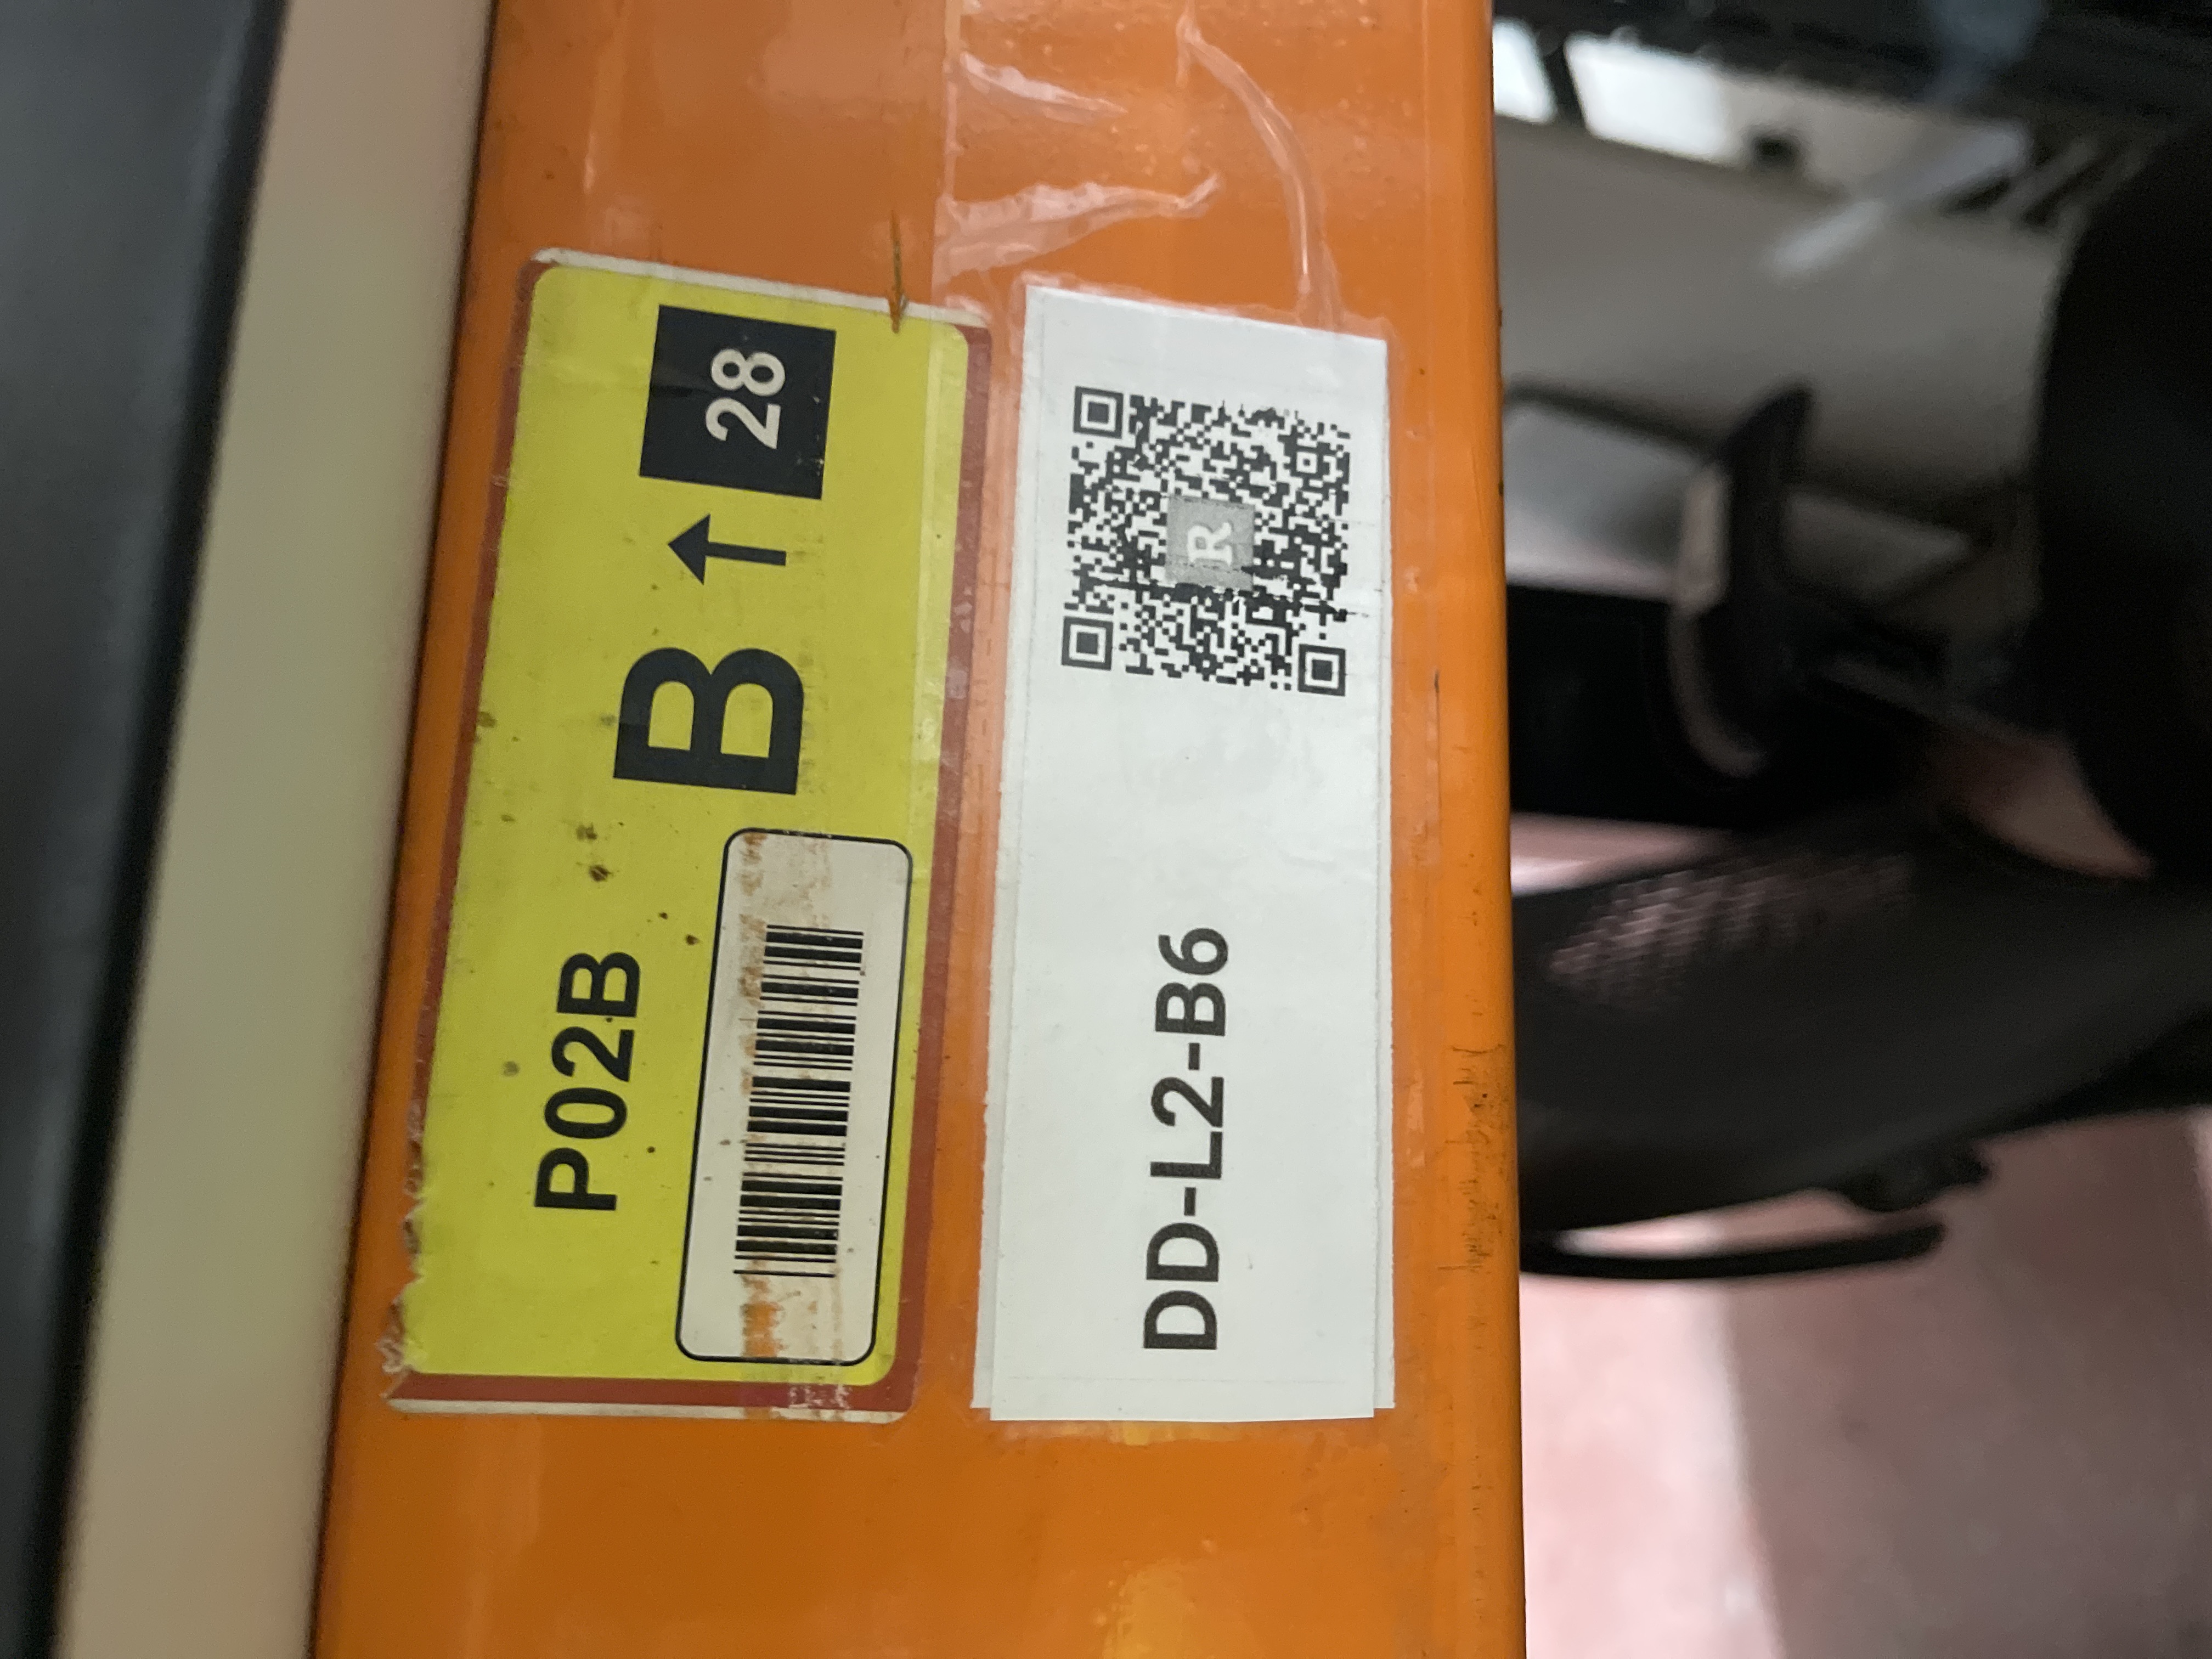 P02B
B ↑ 28
DD-L2-B6
R